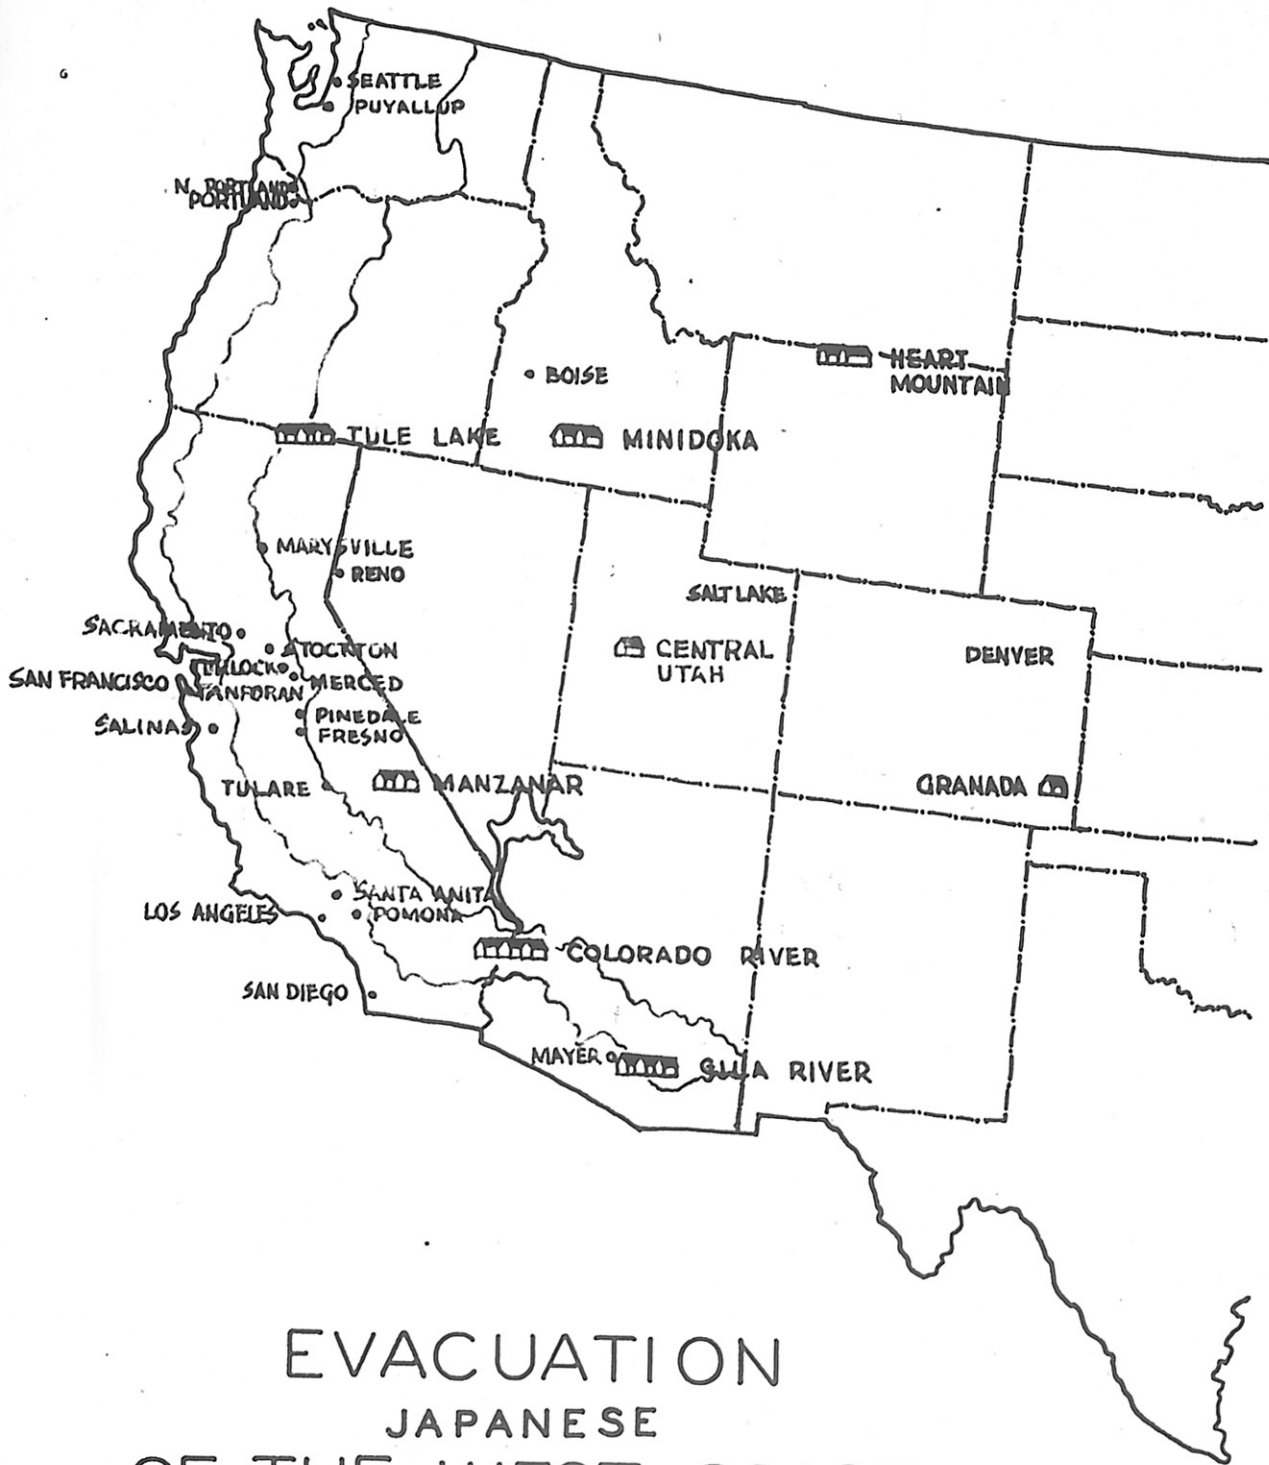 SEATTLE
PUYALLUP
N. PORTLAND
PORTLAND
BOISE
HEART
MOUNTAIN
TULE LAKE
MINIDOKA
MARYSVILLE
RENO
SALT LAKE
SACRAMENTO
STOCKTON
CENTRAL
UTAH
DENVER
TURLOCK
SAN FRANCISCO
TANFORAN
MERCED
PINEDALE
SALINAS
FRESNO
TULARE
MANZANAR
GRANADA
SANTA ANITA
LOS ANGELES
POMONA
COLORADO RIVER
SAN DIEGO
MAYER
GILA RIVER
EVACUATION
JAPANESE